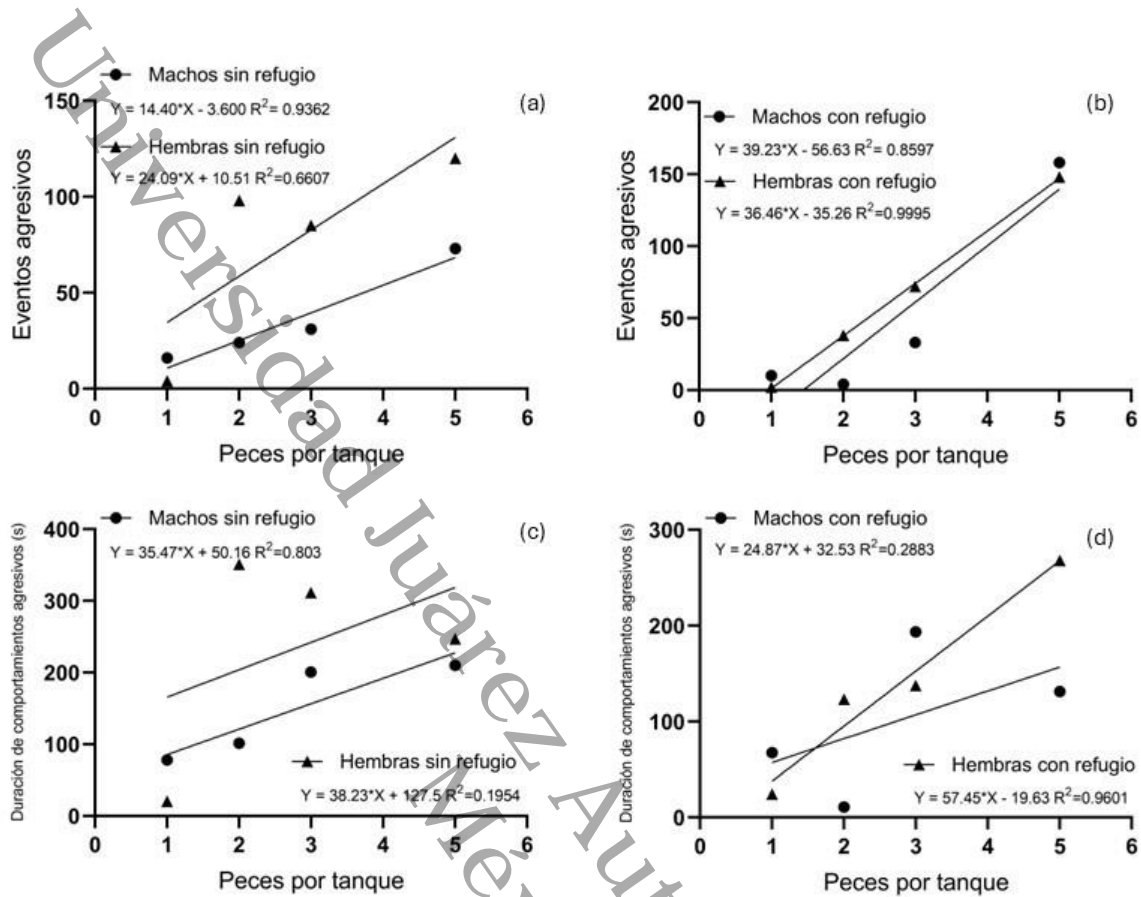 Machos sin refugio
Y = 14.40*X - 3.600 R²= 0.9362
Hembras sin refugio
Y = 24.09*X + 10.51 R²=0.6607
(a)
Eventos agresivos
150
100
50
0
0 1 2 3 4 5 6
Peces por tanque
Machos con refugio
Y = 39.23*X - 56.63 R²= 0.8597
Hembras con refugio
Y = 36.46*X - 35.26 R²=0.9995
(b)
Eventos agresivos
200
150
100
50
0
0 1 2 3 4 5 6
Peces por tanque
Machos sin refugio
Y = 35.47*X + 50.16 R²=0.803
(c)
Duración de comportamientos agresivos (s)
400
300
200
100
0
Hembras sin refugio
Y = 38.23*X + 127.5 R²=0.1954
0 1 2 3 4 5 6
Peces por tanque
Machos con refugio
Y = 24.87*X + 32.53 R²=0.2883
(d)
Duración de comportamientos agresivos (s)
300
200
100
0
Hembras con refugio
Y = 57.45*X - 19.63 R²=0.9601
0 1 2 3 4 5 6
Peces por tanque
Universidad Juárez